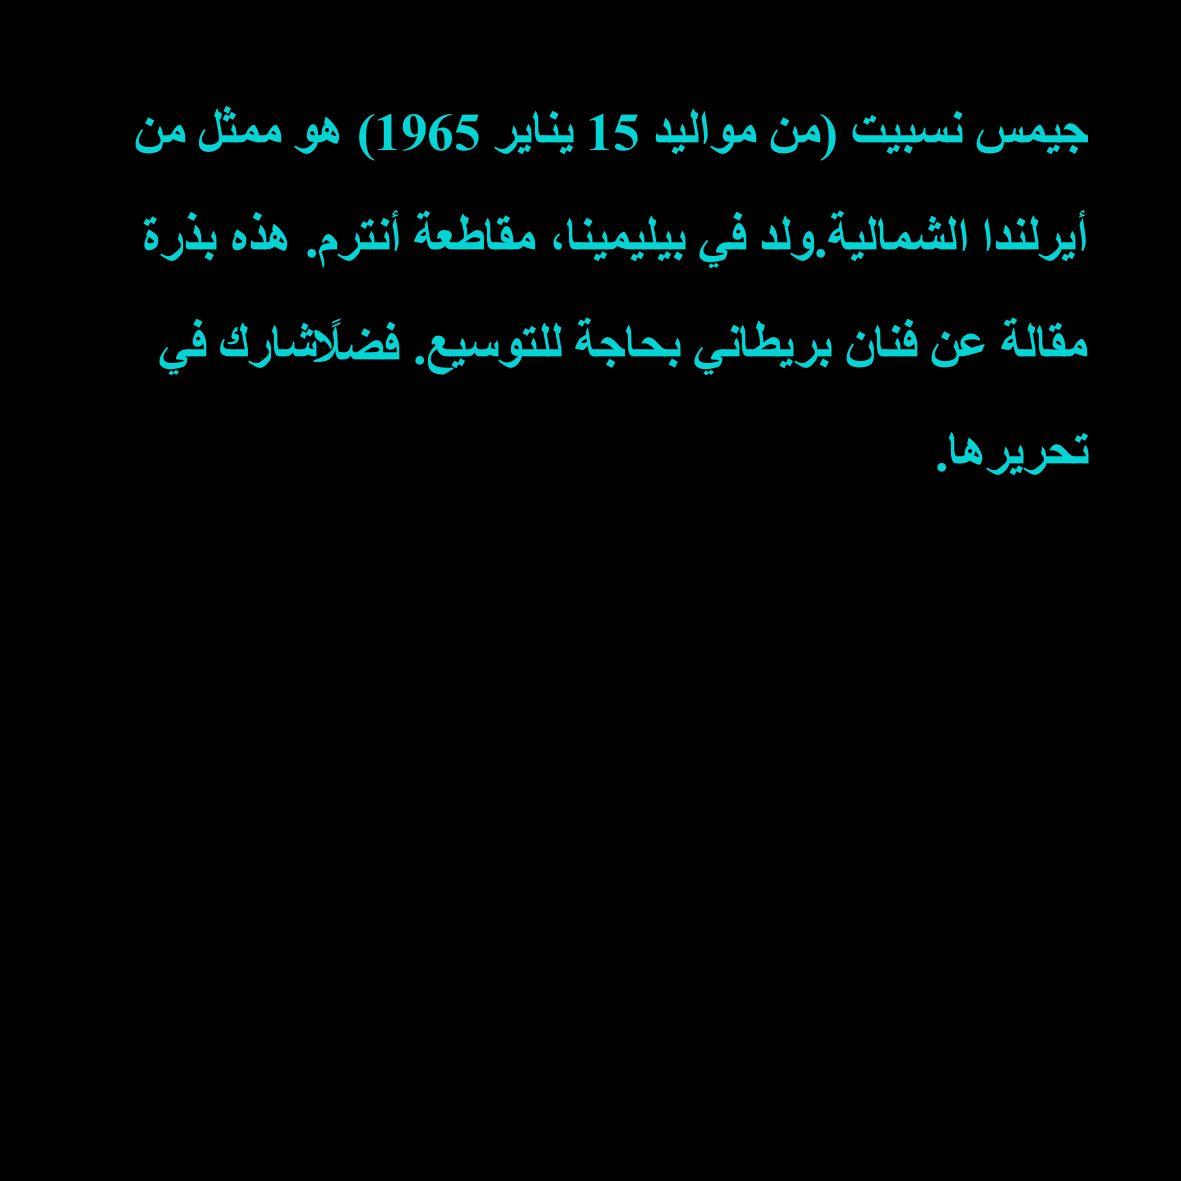 جيمس نسبيت (من مواليد 15 يناير 1965) هو ممثل من
أيرلندا الشمالية.ولد في بيليمينا، مقاطعة أنترم. هذه بذرة
مقالة عن فنان بريطاني بحاجة للتوسيع. فضلًاشارك في
تحريرها.